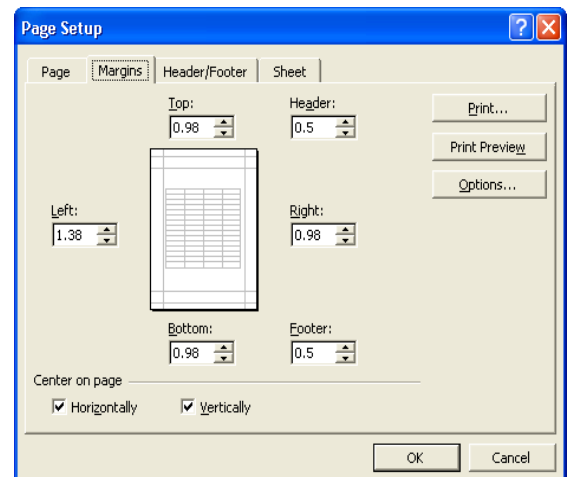 Page Setup
Page Margins Header/Footer Sheet
Top: Header:
0.98 0.5
Print...
Print Preview
Options...
Left: Right:
1.38 0.98
Bottom: Footer:
0.98 0.5
Center on page
Horizontally Vertically
OK Cancel